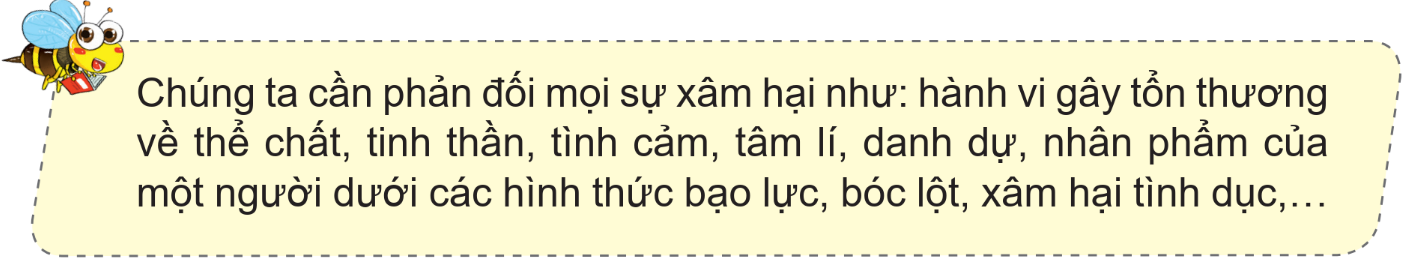 Chúng ta cần phản đối mọi sự xâm hại như: hành vi gây tổn thương
về thể chất, tinh thần, tình cảm, tâm lí, danh dự, nhân phẩm của
một người dưới các hình thức bạo lực, bóc lột, xâm hại tình dục,…